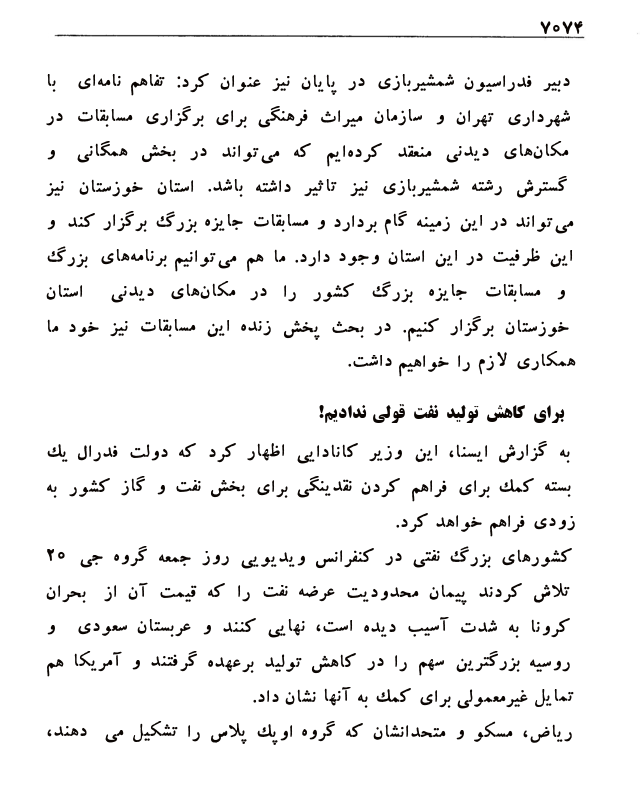 ۷۰۷۴
دبیر فدراسیون شمشیربازی در پایان نیز عنوان کرد: تفاهم نامه‌ای با
شهرداری تهران و سازمان میراث فرهنگی برای برگزاری مسابقات در
مکان‌های دیدنی منعقد کرده‌ایم که می‌تواند در بخش همگانی و
گسترش رشته شمشیربازی نیز تاثیر داشته باشد. استان خوزستان نیز
می‌تواند در این زمینه گام بردارد و مسابقات جایزه بزرگ برگزار کند و
این ظرفیت در این استان وجود دارد. ما هم می‌توانیم برنامه‌های بزرگ
و مسابقات جایزه بزرگ کشور را در مکان‌های دیدنی استان
خوزستان برگزار کنیم. در بحث پخش زنده این مسابقات نیز خود ما
همکاری لازم را خواهیم داشت.
برای کاهش تولید نفت قولی ندادیم!
به گزارش ایسنا، این وزیر کانادایی اظهار کرد که دولت فدرال یك
بسته کمك برای فراهم کردن نقدینگی برای بخش نفت و گاز کشور به
زودی فراهم خواهد کرد.
کشورهای بزرگ نفتی در کنفرانس ویدیویی روز جمعه گروه جی ۲۰
تلاش کردند پیمان محدودیت عرضه نفت را که قیمت آن از بحران
کرونا به شدت آسیب دیده است، نهایی کنند و عربستان سعودی و
روسیه بزرگترین سهم را در کاهش تولید برعهده گرفتند و آمریکا هم
تمایل غیرمعمولی برای کمك به آنها نشان داد.
ریاض، مسکو و متحدانشان که گروه اوپك پلاس را تشکیل می دهند،